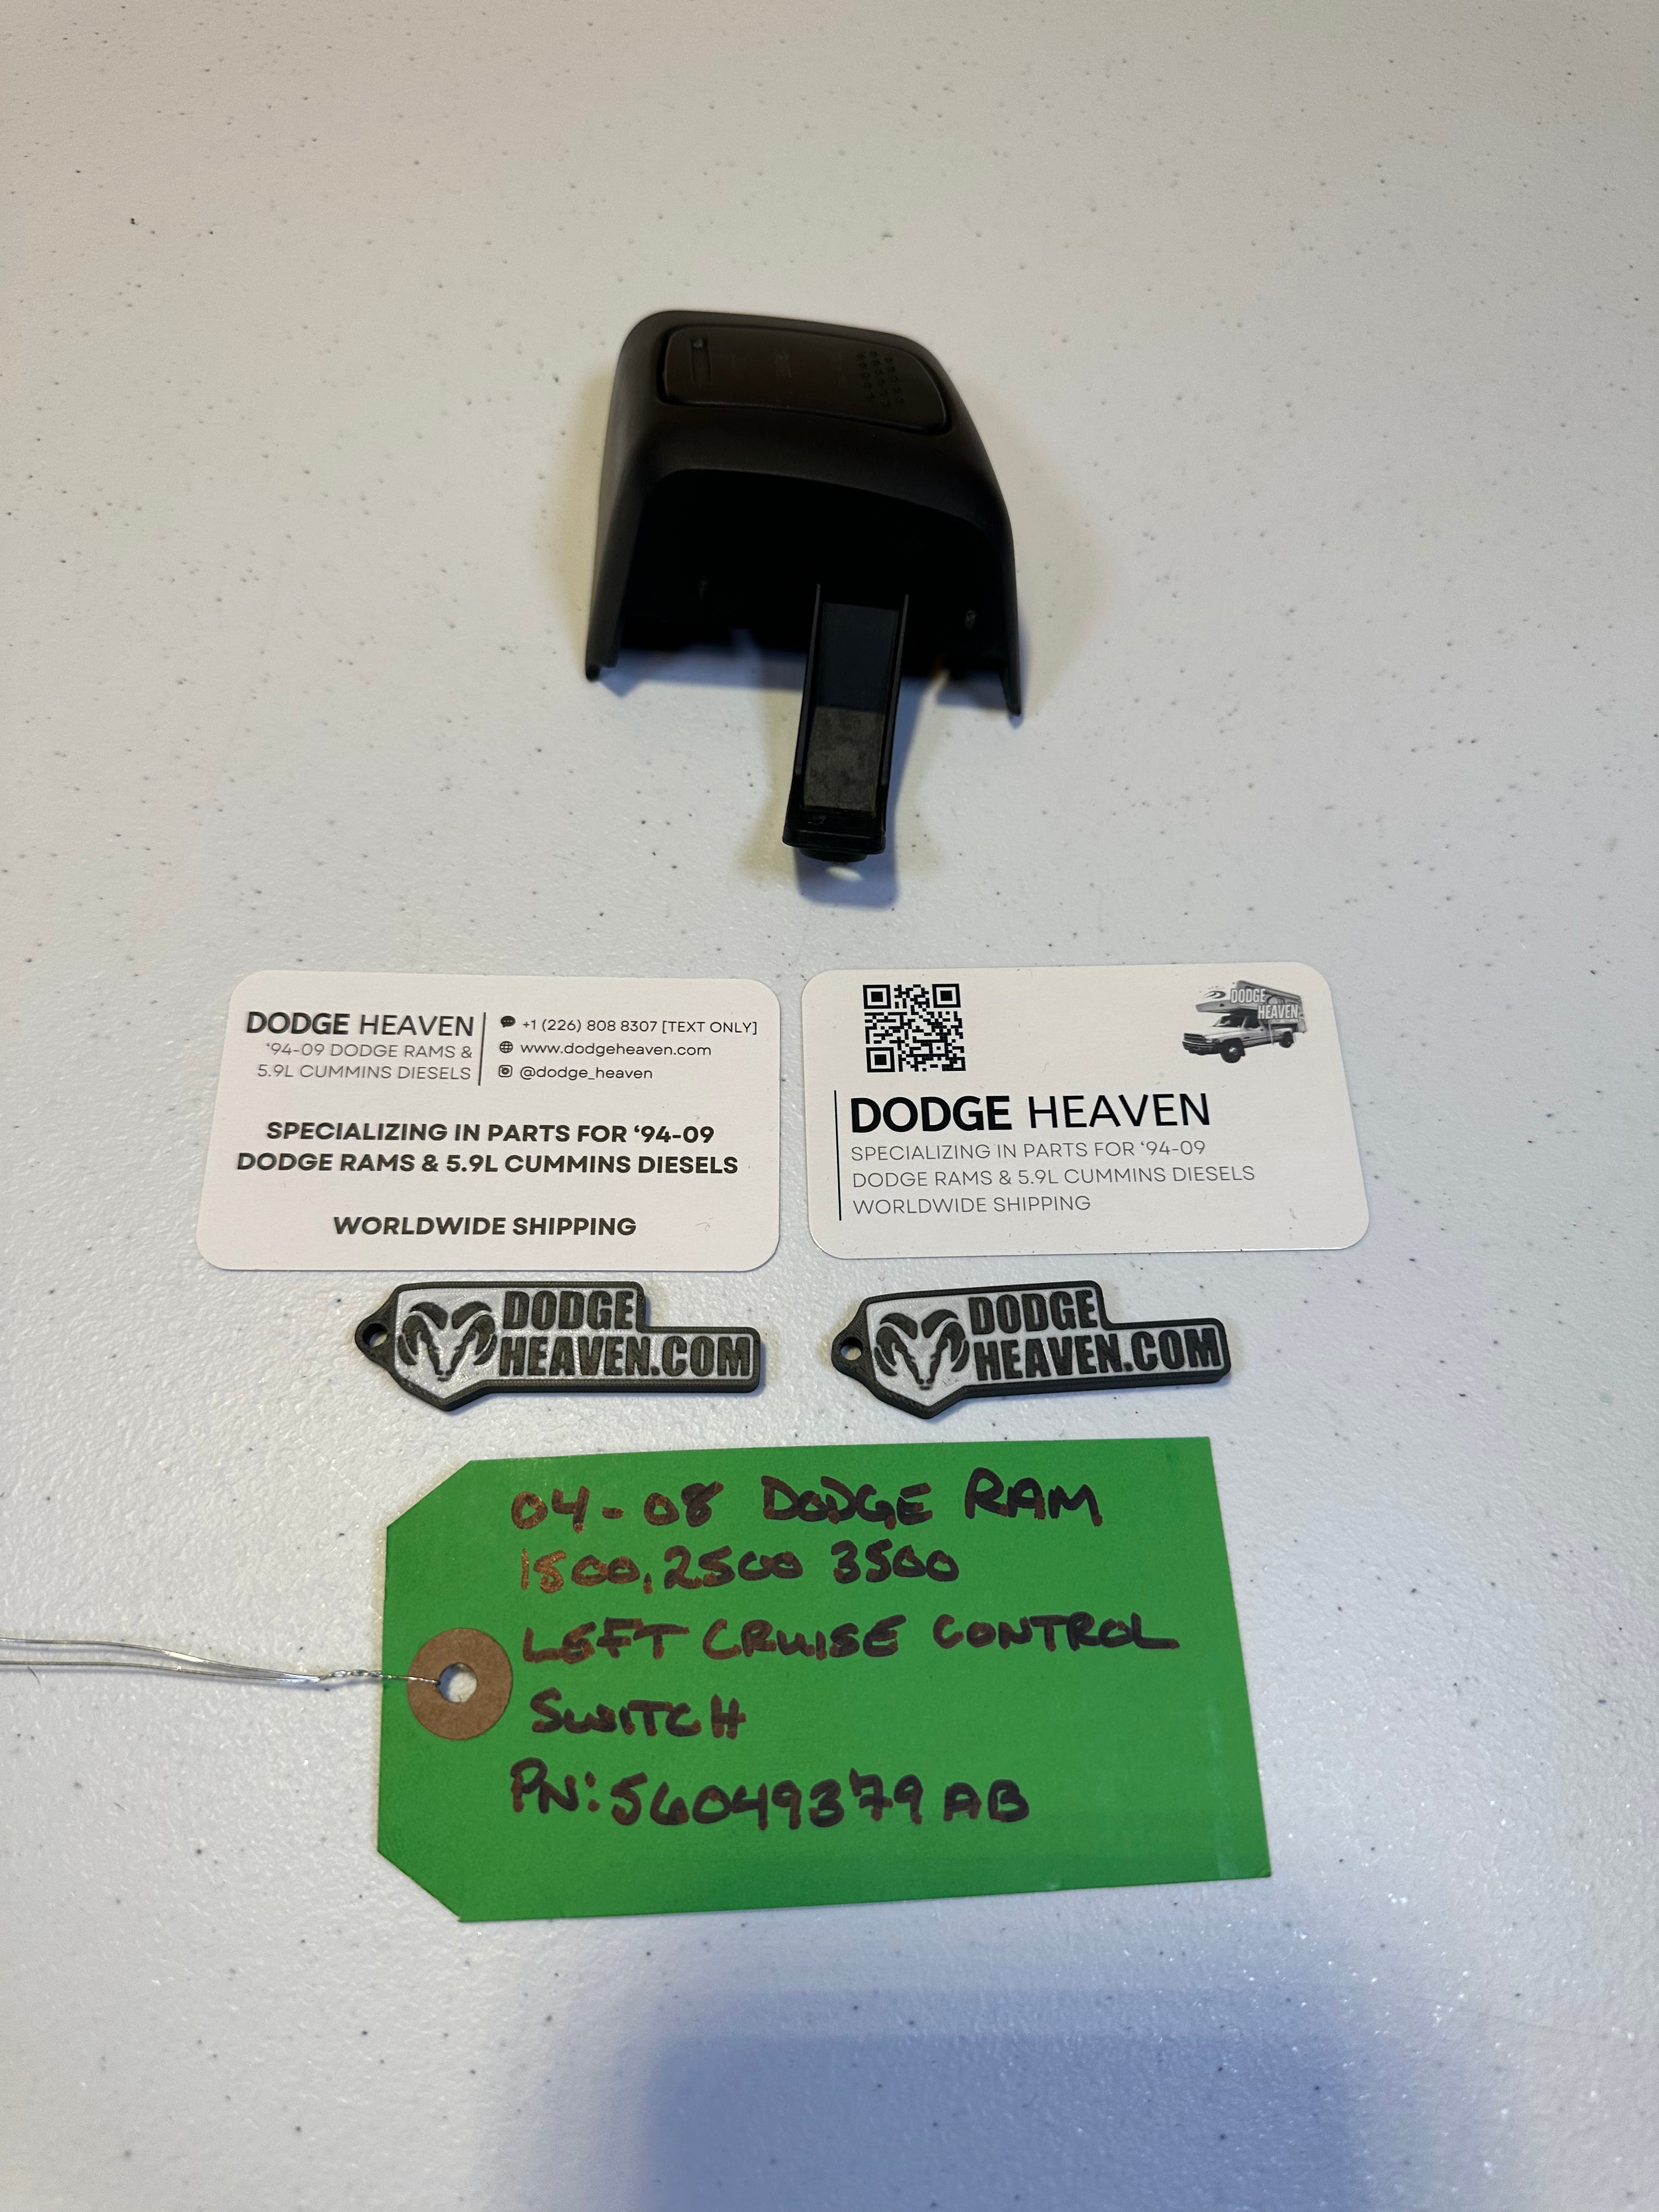 DODGE HEAVEN
'94-09 DODGE RAMS &
5.9L CUMMINS DIESELS
+1 (226) 808 8307 [TEXT ONLY]
www.dodgeheaven.com
@dodge_heaven
SPECIALIZING IN PARTS FOR '94-09
DODGE RAMS & 5.9L CUMMINS DIESELS
WORLDWIDE SHIPPING
DODGE
HEAVEN
DODGE HEAVEN
SPECIALIZING IN PARTS FOR '94-09
DODGE RAMS & 5.9L CUMMINS DIESELS
WORLDWIDE SHIPPING
DODGE
HEAVEN.COM
DODGE
HEAVEN.COM
04-08 DODGE RAM
1500, 2500 3500
LEFT CRUISE CONTROL
SWITCH
PN: 56049379 AB